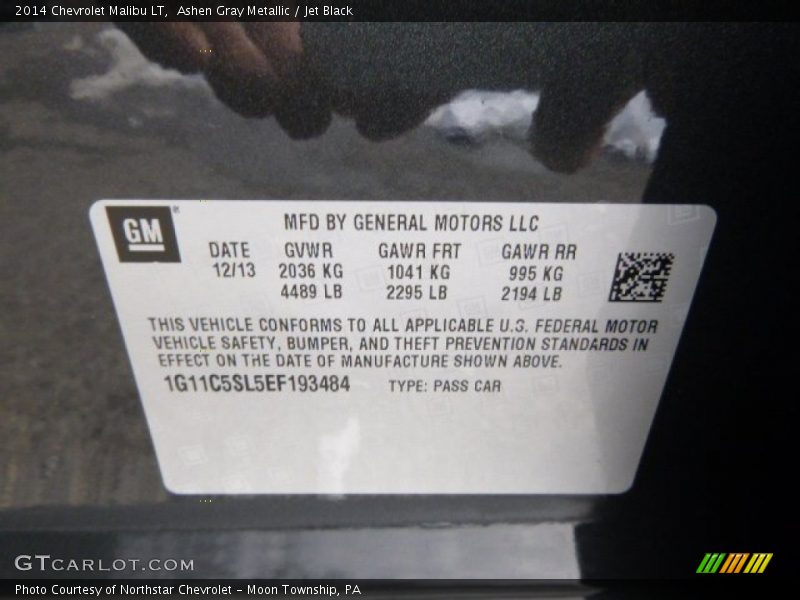 2014 Chevrolet Malibu LT,  Ashen Gray Metallic / Jet Black
GM
MFD BY GENERAL MOTORS LLC
DATE GVWR GAWR FRT GAWR RR
12/13 2036 KG 1041 KG 995 KG
4489 LB 2295 LB 2194 LB
THIS VEHICLE CONFORMS TO ALL APPLICABLE U.S. FEDERAL MOTOR
VEHICLE SAFETY, BUMPER, AND THEFT PREVENTION STANDARDS IN
EFFECT ON THE DATE OF MANUFACTURE SHOWN ABOVE.
1G11C5SL5EF193484 TYPE: PASS CAR
GTCARLOT.COM
Photo Courtesy of Northstar Chevrolet - Moon Township, PA